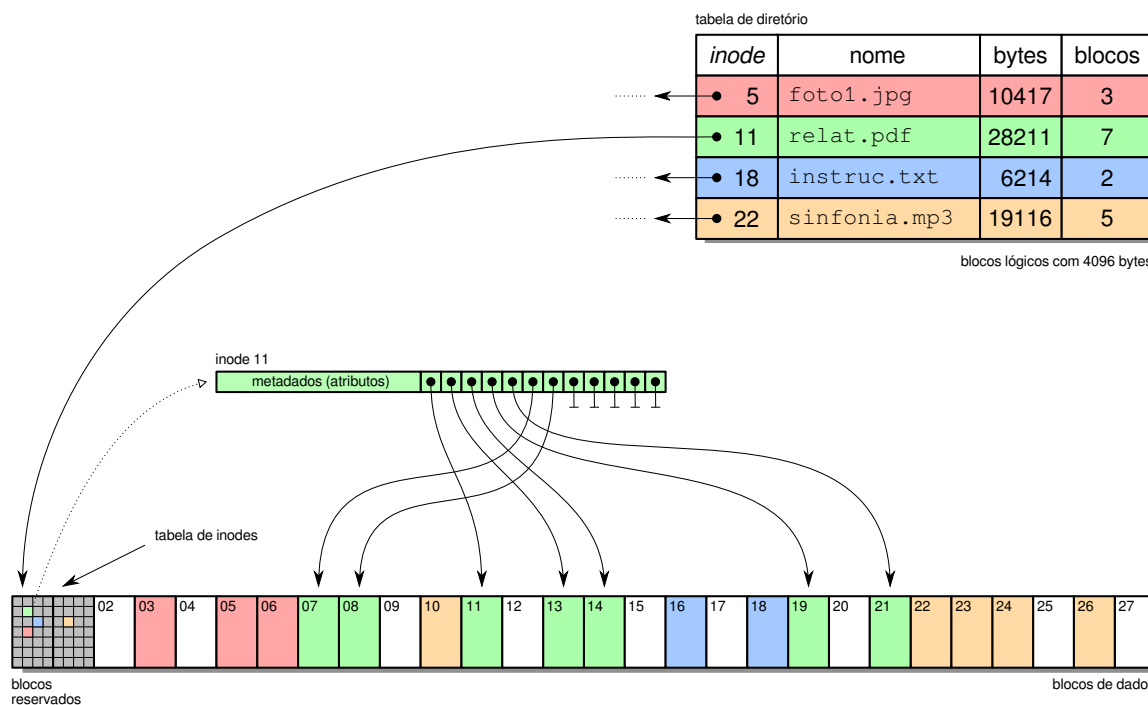 tabela de diretório
inode nome bytes blocos
5 foto1.jpg 10417 3
11 relat.pdf 28211 7
18 instruc.txt 6214 2
22 sinfonia.mp3 19116 5
blocos lógicos com 4096 bytes
inode 11
metadados (atributos)
tabela de inodes
02 03 04 05 06 07 08 09 10 11 12 13 14 15 16 17 18 19 20 21 22 23 24 25 26 27
blocos
reservados
blocos de dado